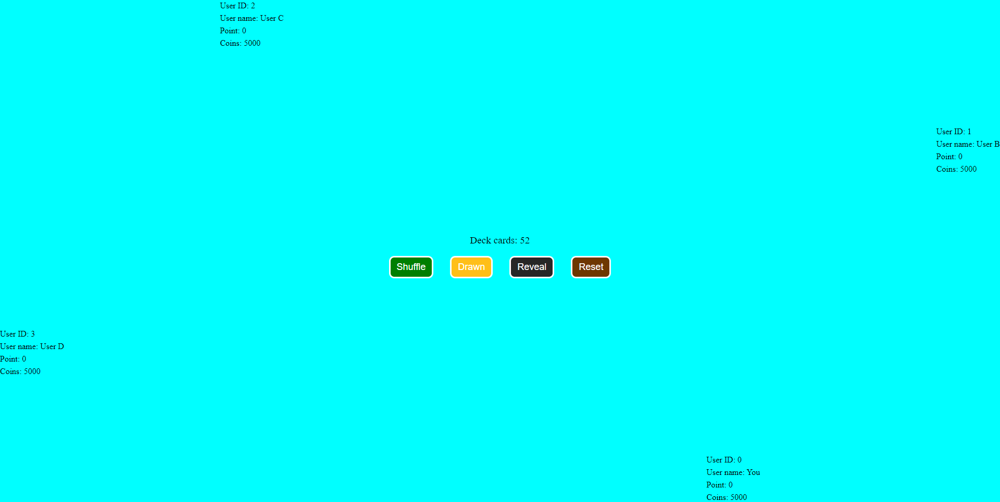 User ID: 2
User name: User C
Point: 0
Coins: 5000
User ID: 1
User name: User B
Point: 0
Coins: 5000
Deck cards: 52
Shuffle Drawn Reveal Reset
User ID: 3
User name: User D
Point: 0
Coins: 5000
User ID: 0
User name: You
Point: 0
Coins: 5000